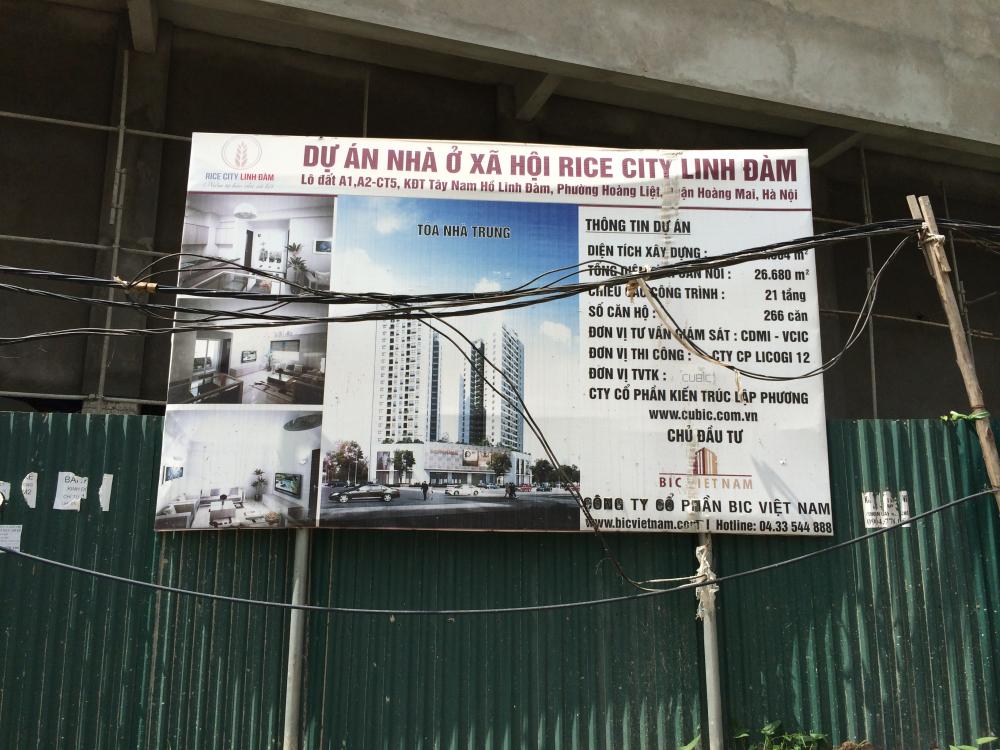 RICE CITY LINH ĐÀM
DỰ ÁN NHÀ Ở XÃ HỘI RICE CITY LINH ĐÀM
Lô đất A1,A2-CT5, KĐT Tây Nam Hồ Linh Đàm, Phường Hoàng Liệt, Hoàng Mai, Hà Nội
TÒA NHÀ TRUNG
THÔNG TIN DỰ ÁN
DIỆN TÍCH XÂY DỰNG : m²
TỔNG NỔI : 26.680 m²
CHIỀU CÔNG TRÌNH : 21 tầng
SỐ CĂN HỘ : 266 căn
ĐƠN VỊ TƯ VẤN GIÁM SÁT : CDMI - VCIC
ĐƠN VỊ THI CÔNG : CTY CP LICOGI 12
ĐƠN VỊ TVTK : CUBIC
CTY CỔ PHẦN KIẾN TRÚC LẬP PHƯƠNG
www.cubic.com.vn
CHỦ ĐẦU TƯ
BIC VIETNAM
CÔNG TY CỔ PHẦN BIC VIỆT NAM
www.bicvietnam.com I Hotline: 04.33 544 888